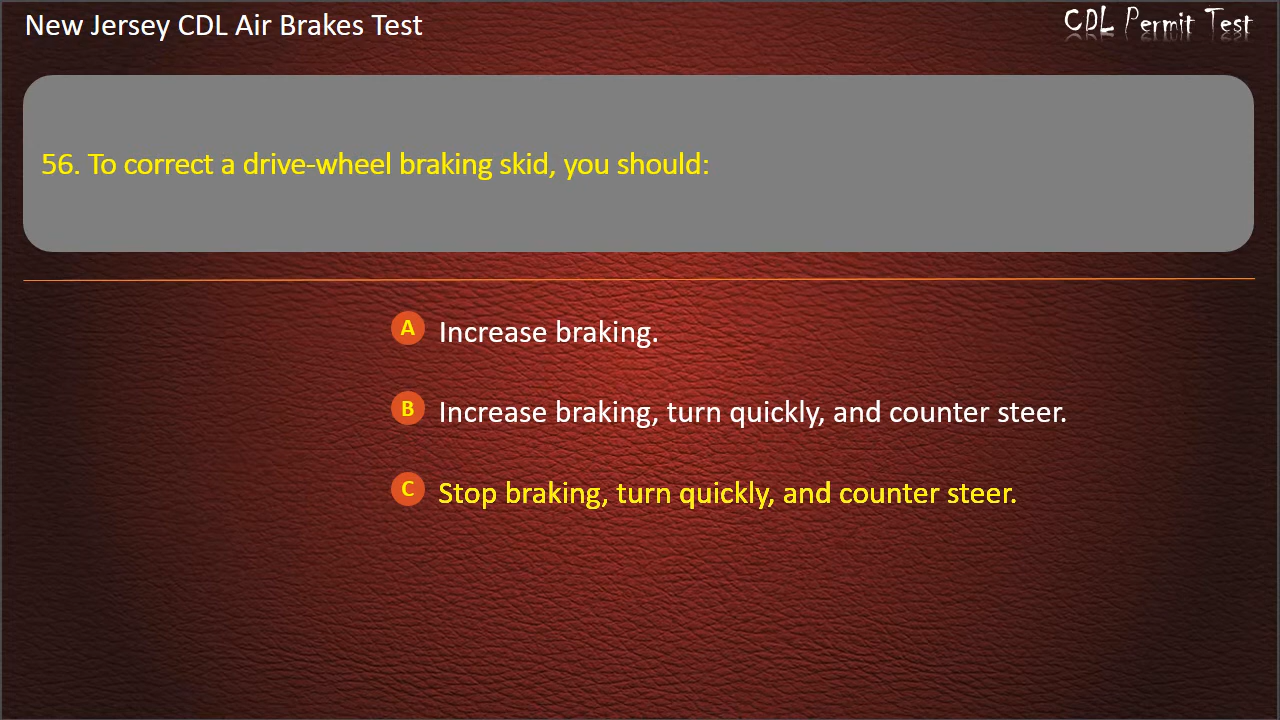 New Jersey CDL Air Brakes Test
CDL Permit Test
56. To correct a drive-wheel braking skid, you should:
A Increase braking.
B Increase braking, turn quickly, and counter steer.
C Stop braking, turn quickly, and counter steer.